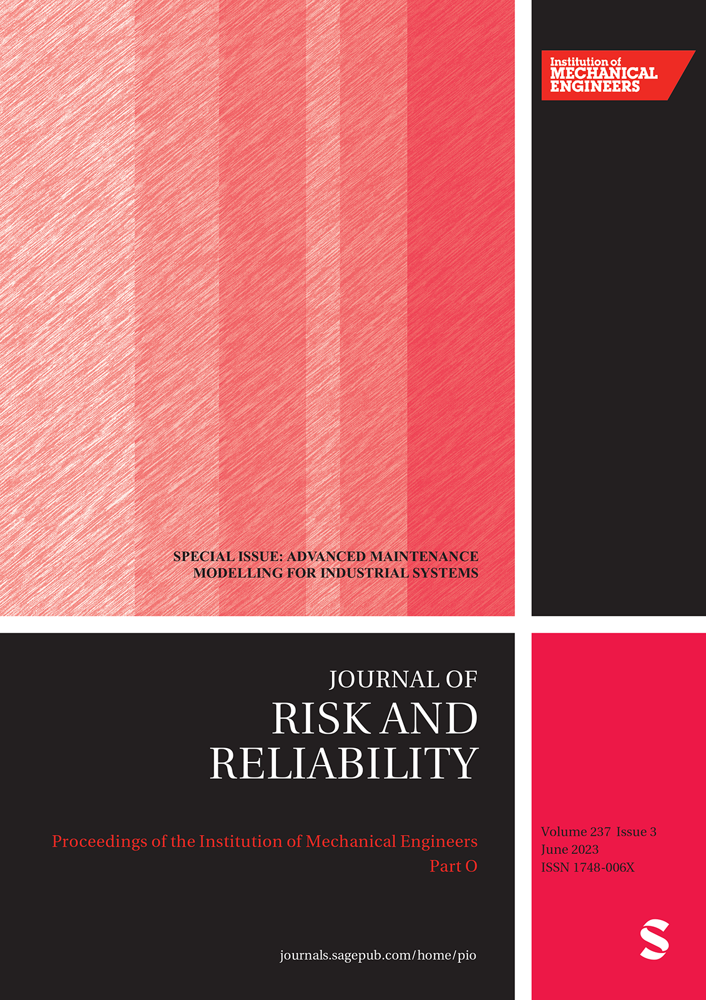 Institution of
MECHANICAL
ENGINEERS
SPECIAL ISSUE: ADVANCED MAINTENANCE
MODELLING FOR INDUSTRIAL SYSTEMS
JOURNAL OF
RISK AND
RELIABILITY
Proceedings of the Institution of Mechanical Engineers
Part O
Volume 237 Issue 3
June 2023
ISSN 1748-006X
journals.sagepub.com/home/pio